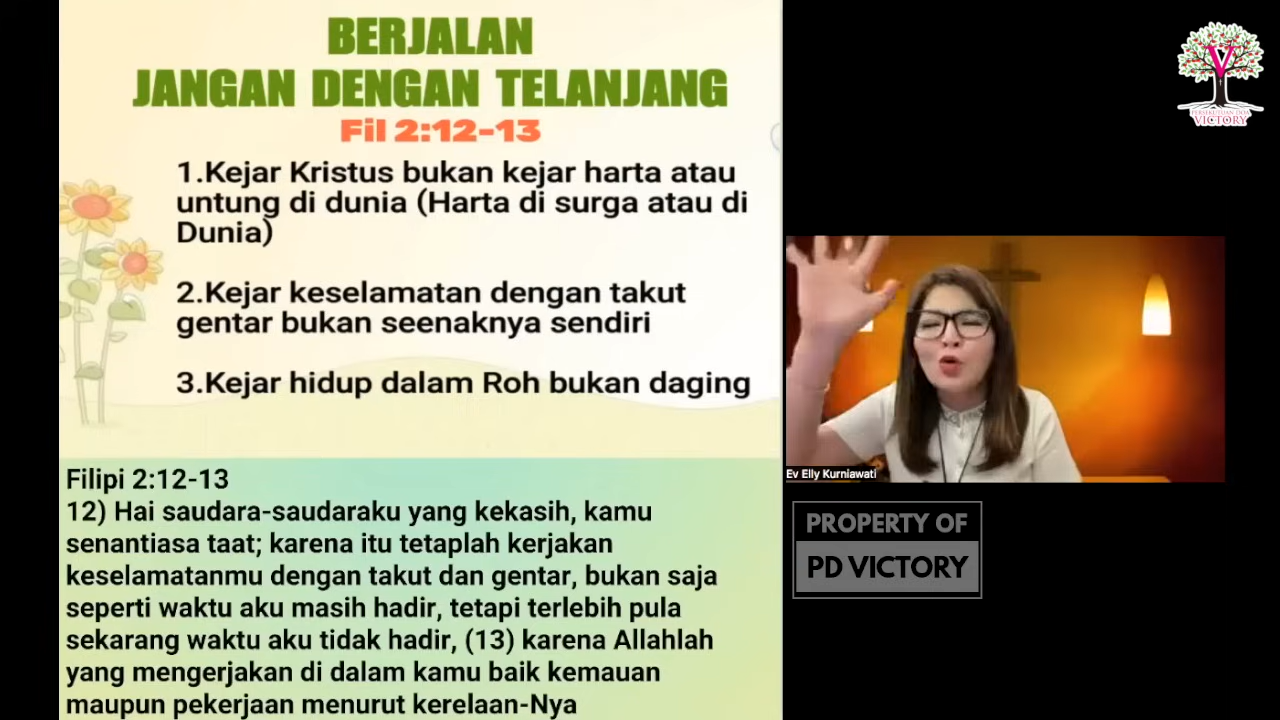 BERJALAN
JANGAN DENGAN TELANJANG
Fil 2:12-13
1.Kejar Kristus bukan kejar harta atau
untung di dunia (Harta di surga atau di
Dunia)
2.Kejar keselamatan dengan takut
gentar bukan seenaknya sendiri
3.Kejar hidup dalam Roh bukan daging
Filipi 2:12-13
12) Hai saudara-saudaraku yang kekasih, kamu
senantiasa taat; karena itu tetaplah kerjakan
keselamatanmu dengan takut dan gentar, bukan saja
seperti waktu aku masih hadir, tetapi terlebih pula
sekarang waktu aku tidak hadir, (13) karena Allahlah
yang mengerjakan di dalam kamu baik kemauan
maupun pekerjaan menurut kerelaan-Nya
V
PERSEKUTUAN DOA
VICTORY
Ev Elly Kurniawati
PROPERTY OF
PD VICTORY